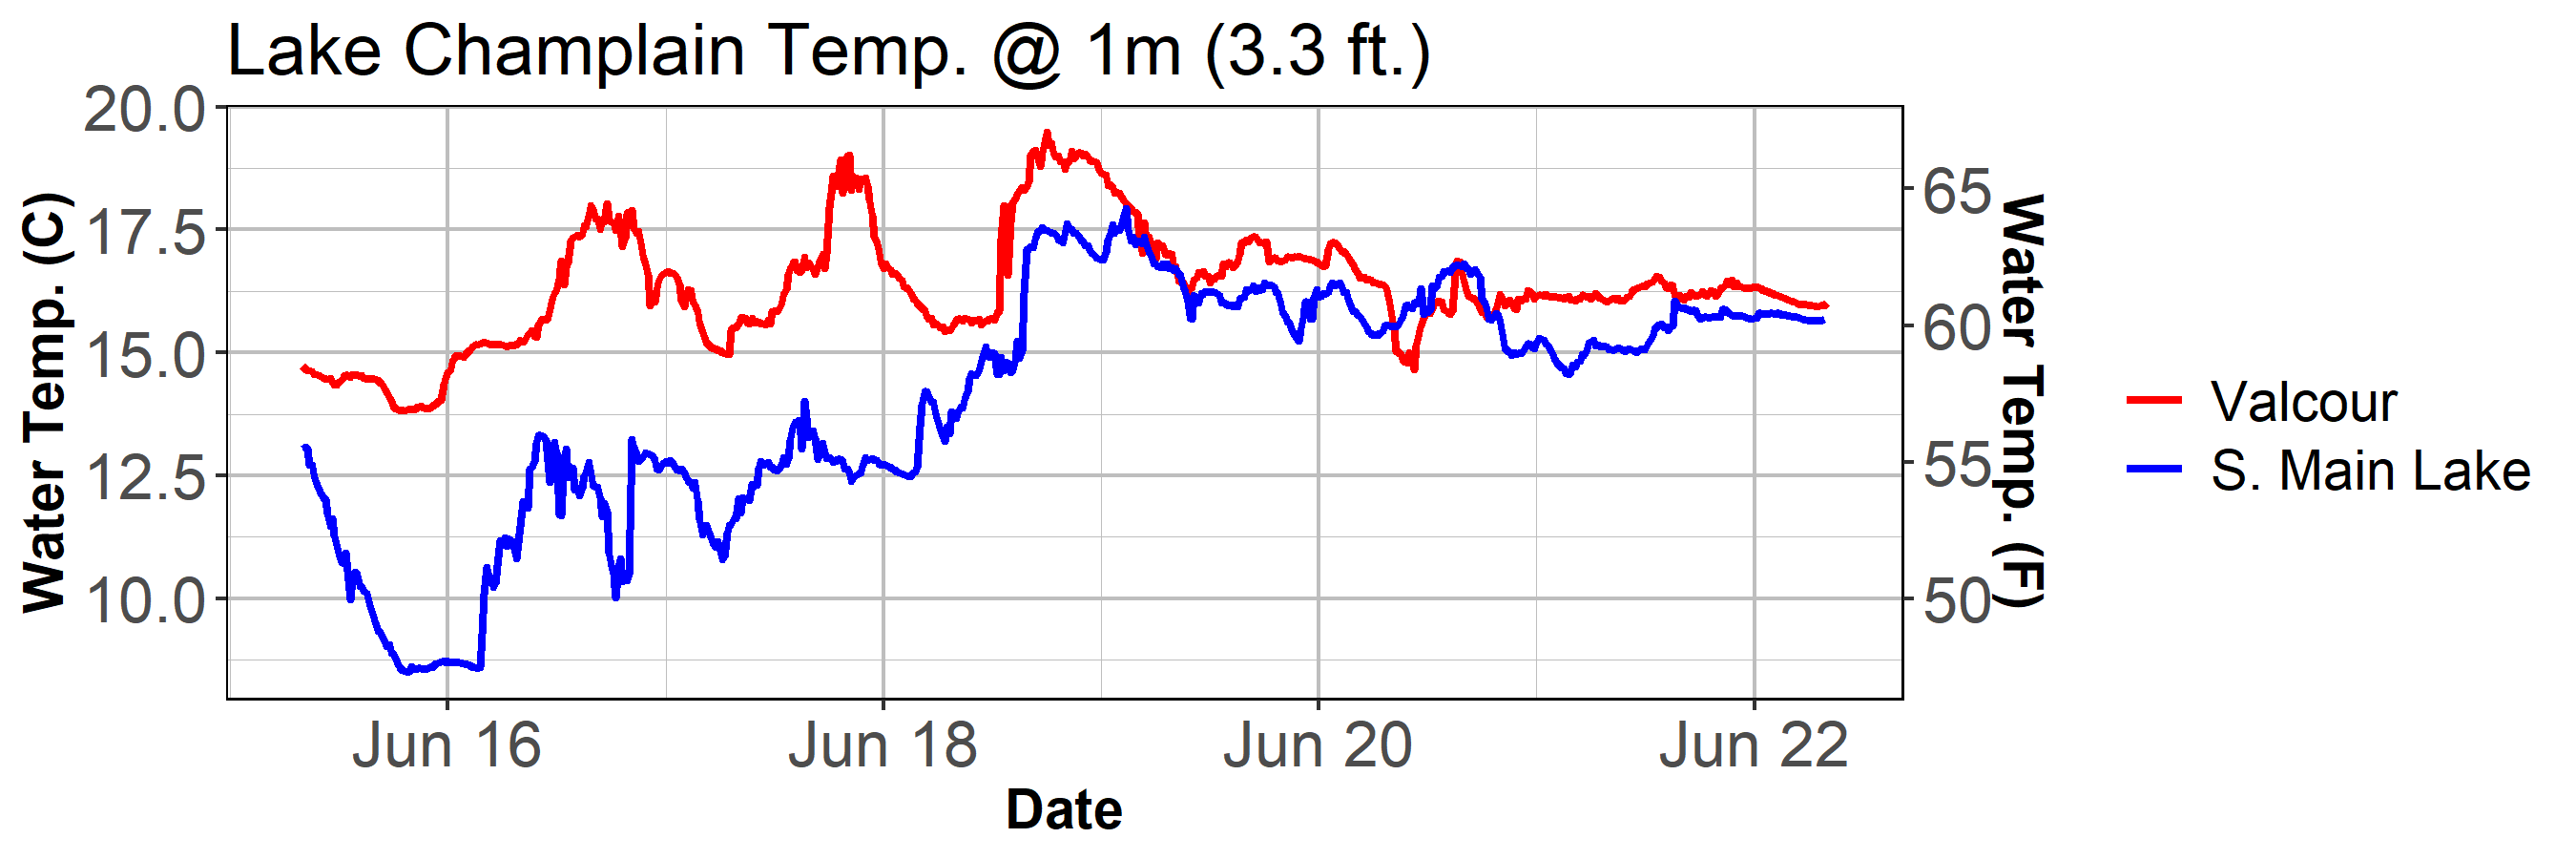 Lake Champlain Temp. @ 1m (3.3 ft.)
20.0
17.5
15.0
12.5
10.0
Water Temp. (C)
65
60
55
50
Water Temp. (F)
Jun 16
Jun 18
Jun 20
Jun 22
Date
Valcour
S. Main Lake